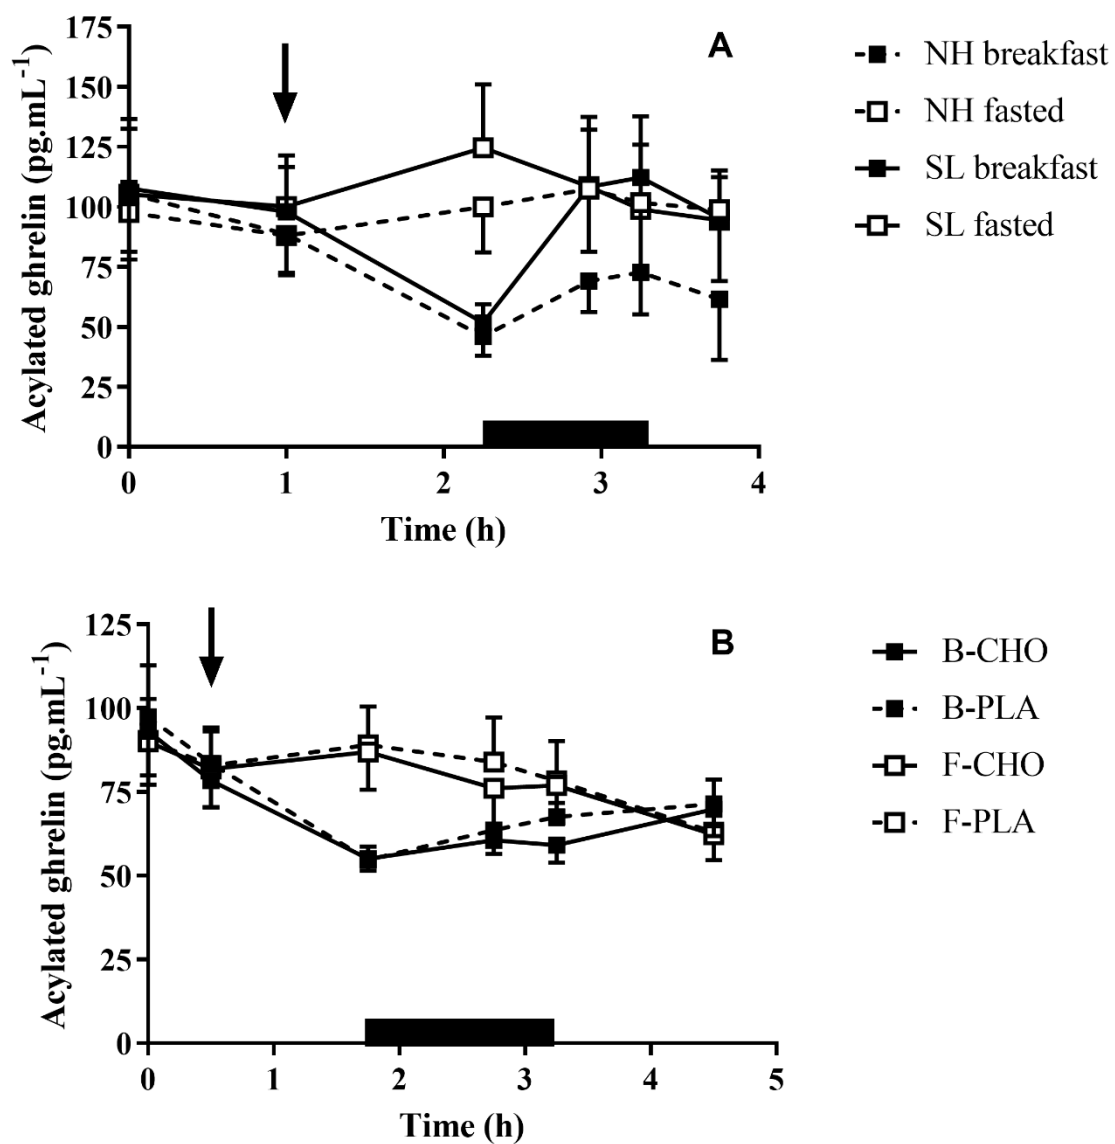 A
175
150
125
100
75
50
25
0
Acylated ghrelin (pg.mL⁻¹)
0 1 2 3 4
Time (h)
NH breakfast
NH fasted
SL breakfast
SL fasted
B
125
100
75
50
25
0
Acylated ghrelin (pg.mL⁻¹)
0 1 2 3 4 5
Time (h)
B-CHO
B-PLA
F-CHO
F-PLA